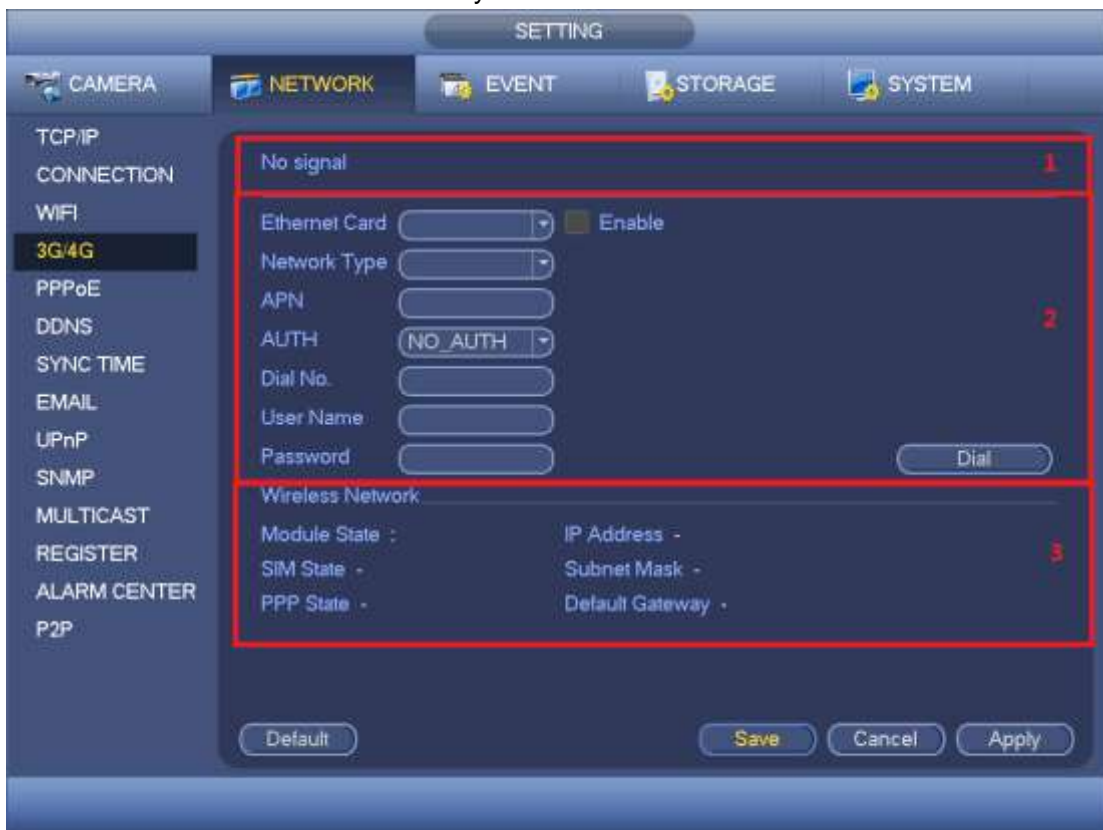 SETTING
CAMERA NETWORK EVENT STORAGE SYSTEM
TCP/IP
CONNECTION
WIFI
3G/4G
PPPoE
DDNS
SYNC TIME
EMAIL
UPnP
SNMP
MULTICAST
REGISTER
ALARM CENTER
P2P
No signal 1
Ethernet Card Enable
Network Type
APN
2
AUTH NO_AUTH
Dial No.
User Name
Password Dial
Wireless Network
Module State : IP Address -
3
SIM State - Subnet Mask -
PPP State - Default Gateway -
Default Save Cancel Apply